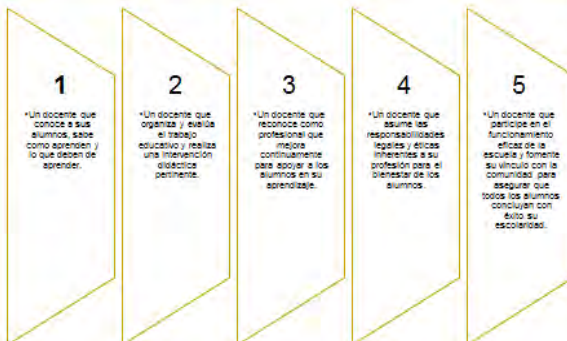 1
•Un docente que
conoce a sus
alumnos, sabe
como aprenden y
lo que deben de
aprender.
2
•Un docente que
organiza y evalúa
el trabajo
educativo y realiza
una intervención
didáctica
pertinente.
3
•Un docente que
reconoce como
profesional que
mejora
continuamente
para apoyar a los
alumnos en su
aprendizaje.
4
•Un docente que
asume las
responsabilidades
legales y éticas
inherentes a su
profesión para el
bienestar de los
alumnos.
5
•Un docente que
participe en el
funcionamiento
eficaz de la
escuela y fomente
su vínculo con la
comunidad para
asegurar que
todos los alumnos
concluyan con
éxito su
escolaridad.